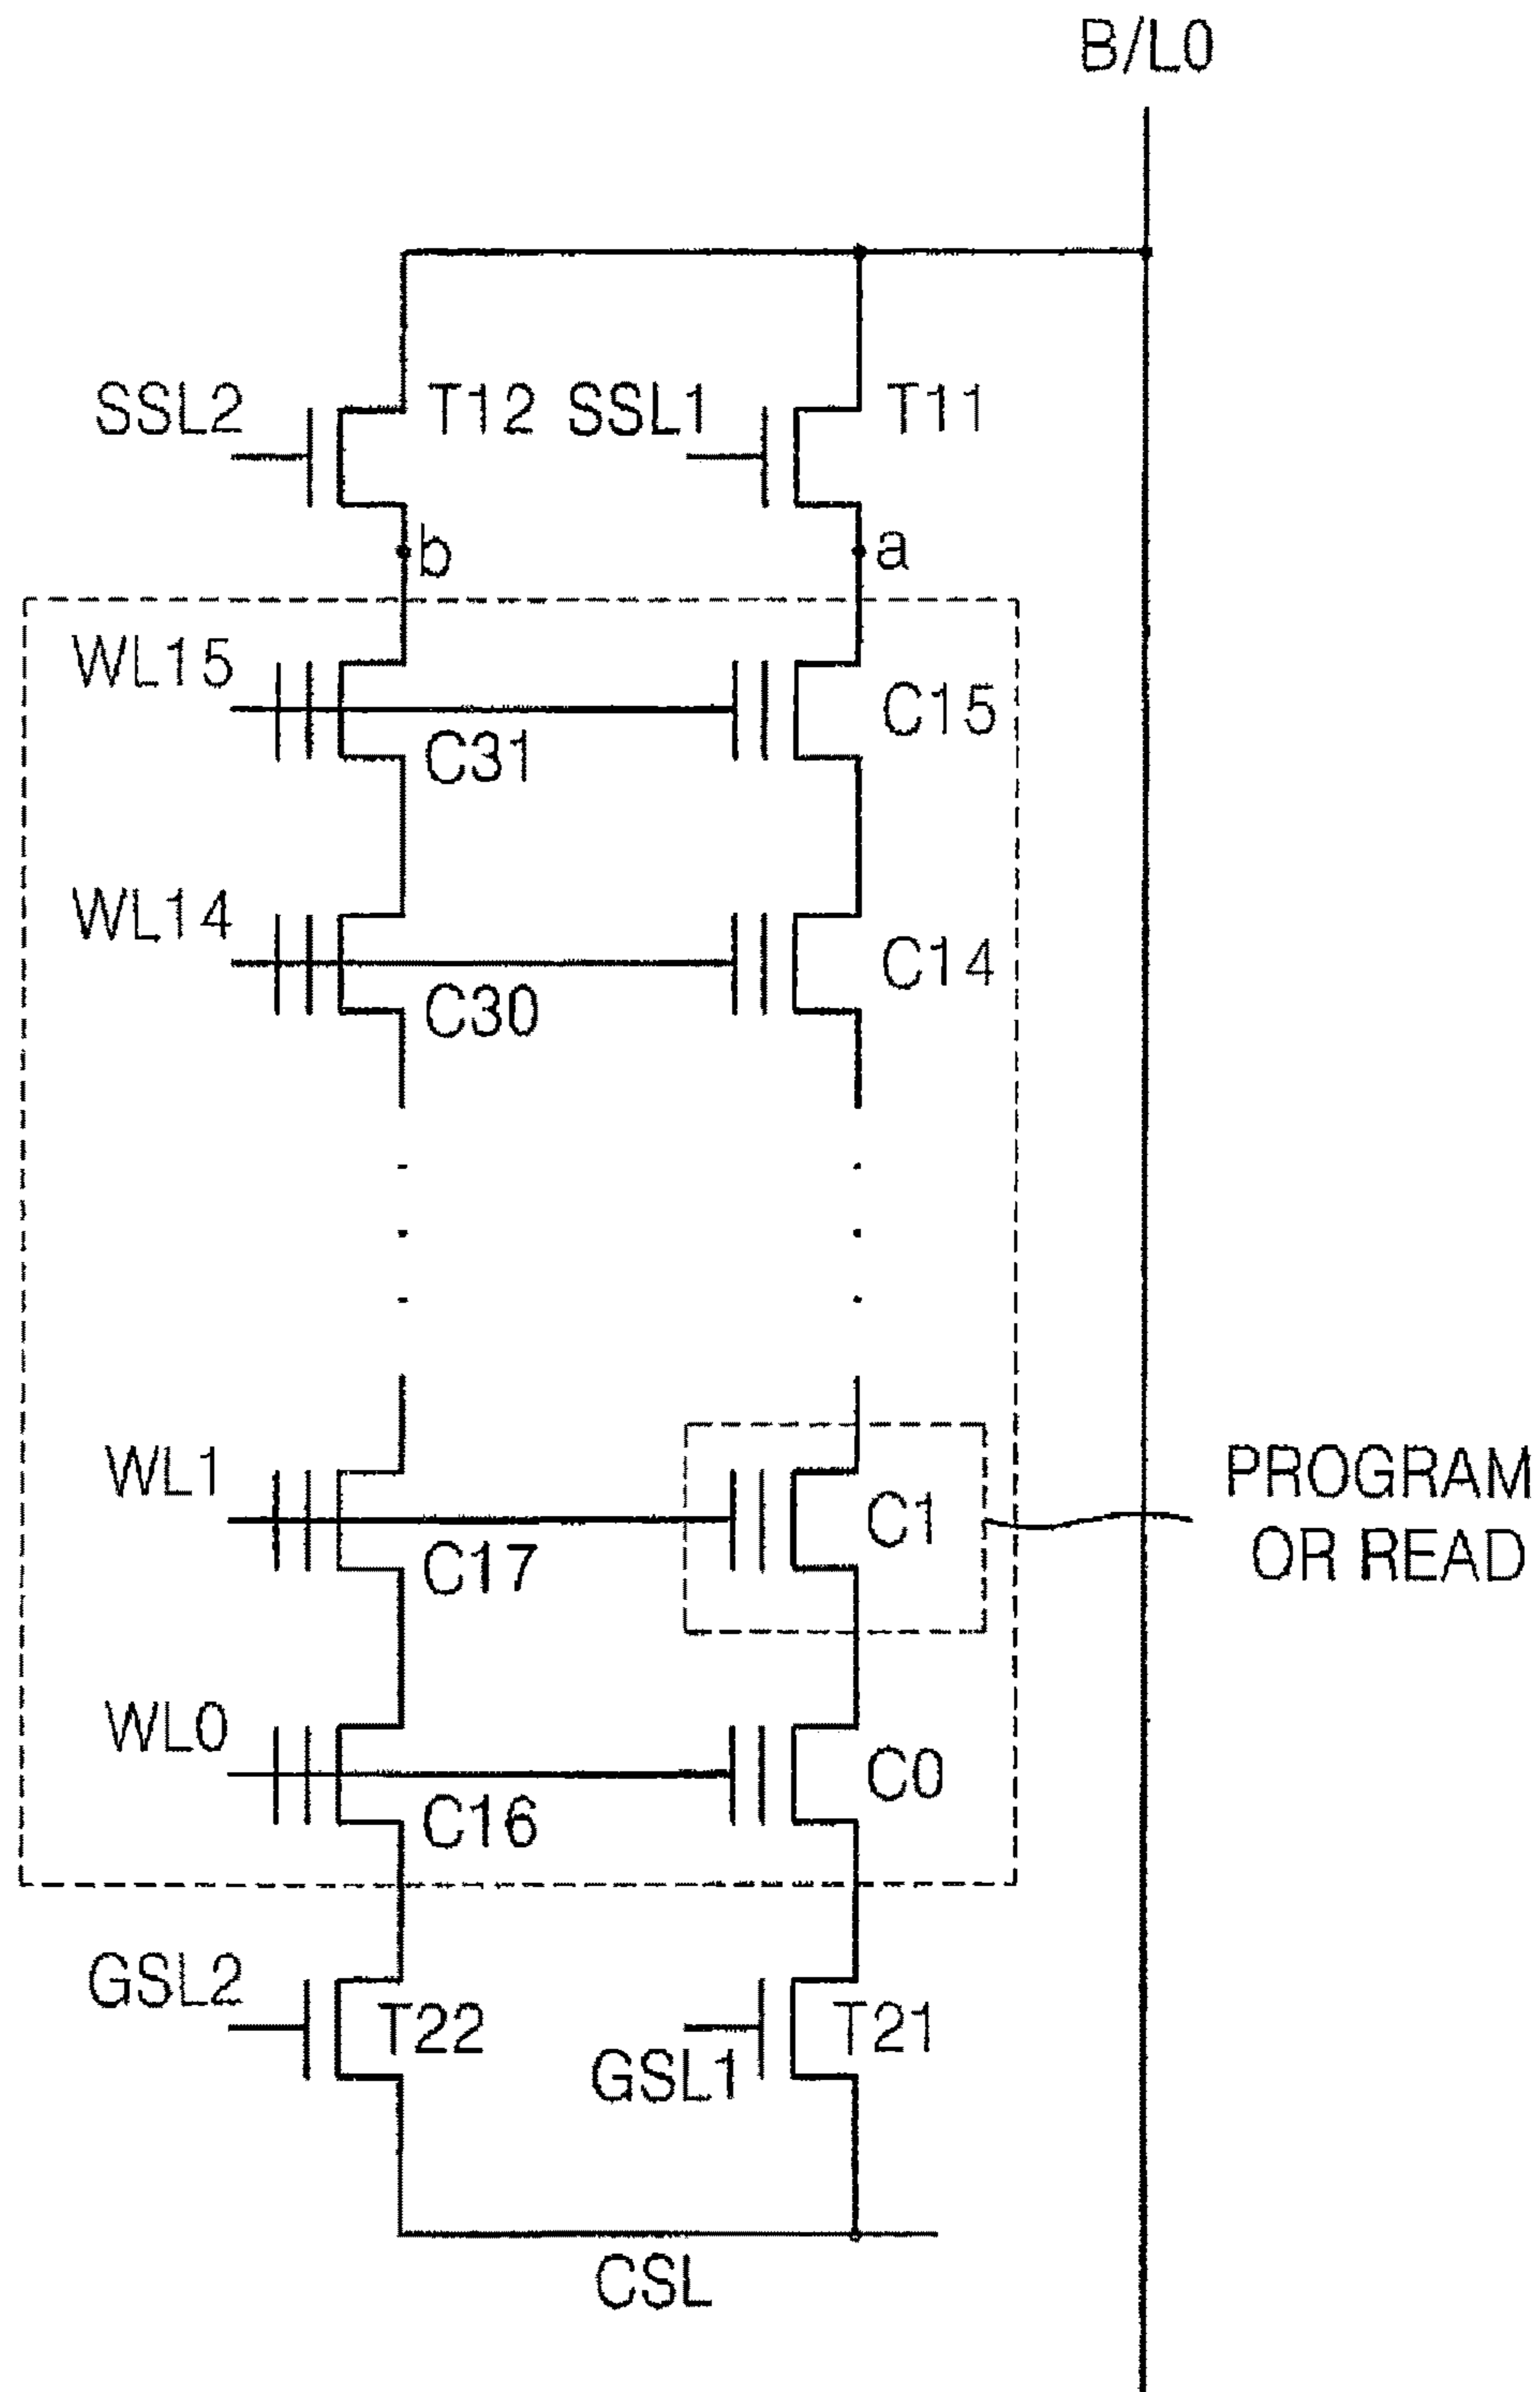 B/L0
SSL2
T12
SSL1
T11
b
a
WL15
C31
C15
WL14
C30
C14
WL1
C17
C1
PROGRAM
OR READ
WL0
C16
C0
GSL2
T22
GSL1
T21
CSL